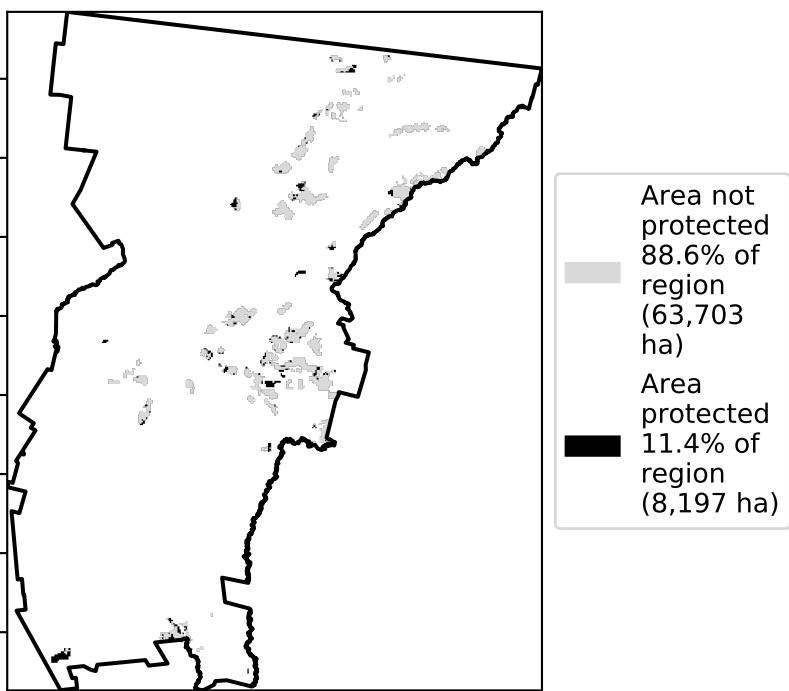 Area not
protected
88.6% of
region
(63,703
ha)
Area
protected
11.4% of
region
(8,197 ha)